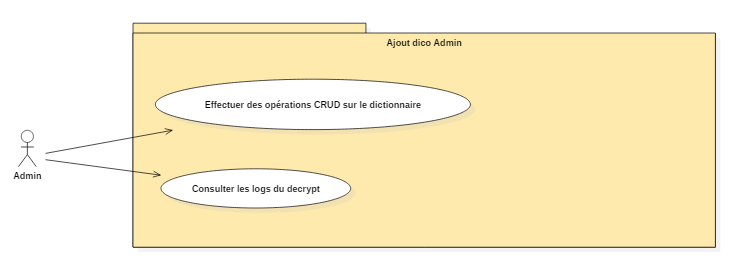 Ajout dico Admin
Effectuer des opérations CRUD sur le dictionnaire
Admin
Consulter les logs du decrypt